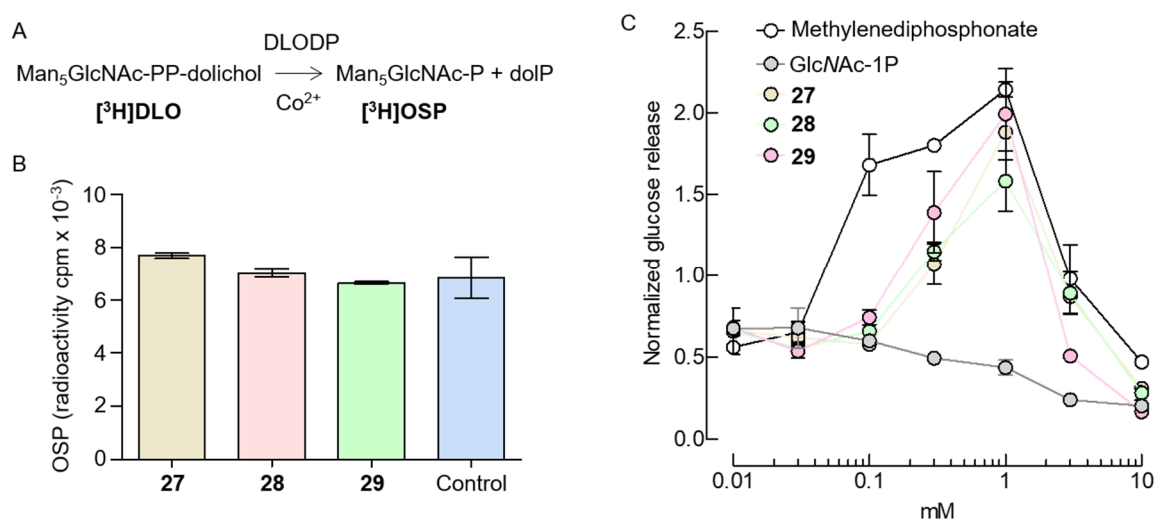 A
DLODP
Man₅GlcNAc-PP-dolichol → Man₅GlcNAc-P + dolP
Co²⁺
[³H]DLO [³H]OSP
B
OSP (radioactivity cpm x 10⁻³)
10
8
6
4
2
0
27 28 29 Control
C
Methylenediphosphonate
GlcNAc-1P
27
28
29
Normalized glucose release
2.5
2.0
1.5
1.0
0.5
0.0
0.01 0.1 1 10
mM